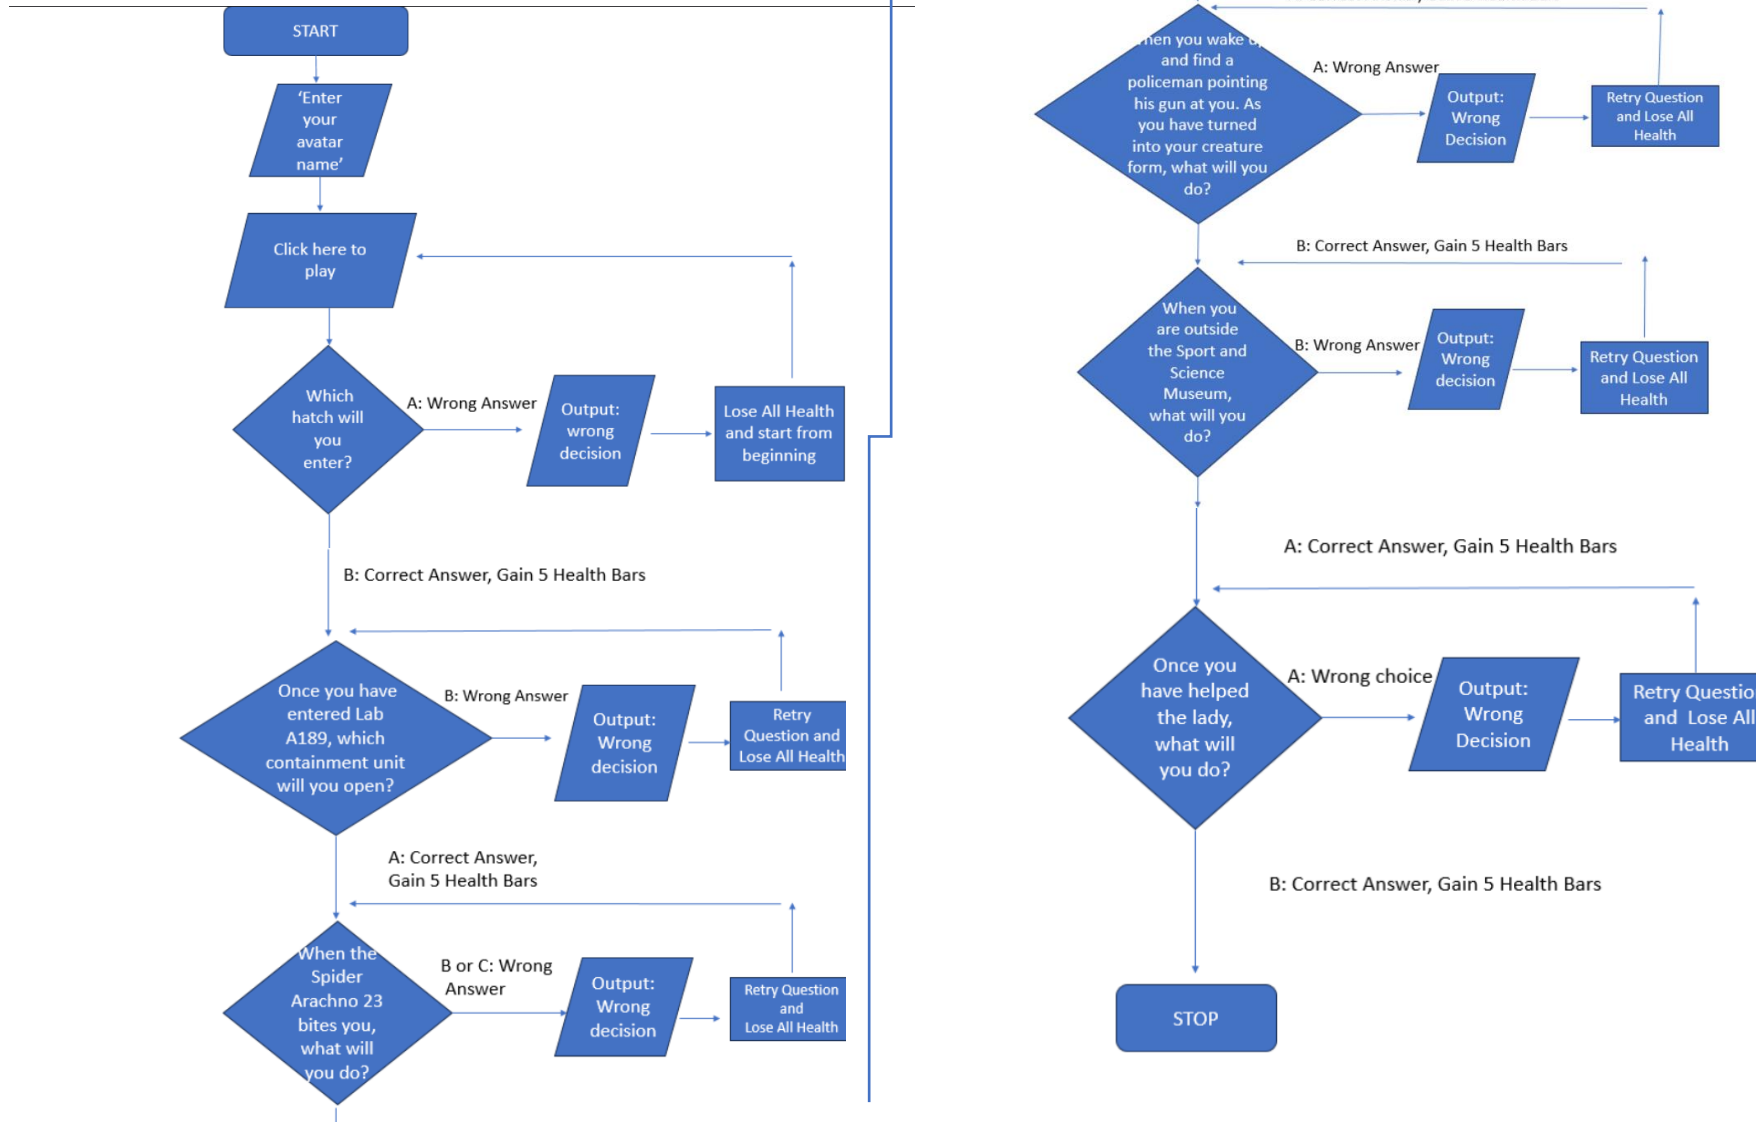 START
‘Enter
your
avatar
name’
Click here to
play
Which
hatch will
you
enter?
A: Wrong Answer
Output:
wrong
decision
Lose All Health
and start from
beginning
B: Correct Answer, Gain 5 Health Bars
Once you have
entered Lab
A189, which
containment unit
will you open?
B: Wrong Answer
Output:
Wrong
decision
Retry
Question and
Lose All Health
A: Correct Answer,
Gain 5 Health Bars
When the
Spider
Arachno 23
bites you,
what will
you do?
B or C: Wrong
Answer
Output:
Wrong
decision
Retry Question
and
Lose All Health
When you wake
and find a
policeman pointing
his gun at you. As
you have turned
into your creature
form, what will you
do?
A: Wrong Answer
Output:
Wrong
Decision
Retry Question
and Lose All
Health
B: Correct Answer, Gain 5 Health Bars
When you
are outside
the Sport and
Science
Museum,
what will you
do?
B: Wrong Answer
Output:
Wrong
decision
Retry Question
and Lose All
Health
A: Correct Answer, Gain 5 Health Bars
Once you
have helped
the lady,
what will
you do?
A: Wrong choice
Output:
Wrong
Decision
Retry Questio
and Lose All
Health
B: Correct Answer, Gain 5 Health Bars
STOP